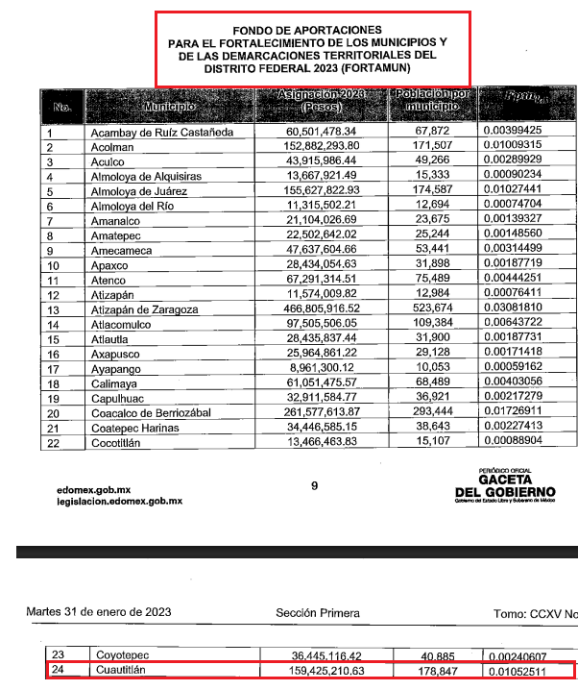 FONDO DE APORTACIONES
PARA EL FORTALECIMIENTO DE LOS MUNICIPIOS Y
DE LAS DEMARCACIONES TERRITORIALES DEL
DISTRITO FEDERAL 2023 (FORTAMUN)
No. Municipio Asignación 2023 (Pesos) Población por municipio
1 Acambay de Ruíz Castañeda 60,501,478.34 67,872 0.00399425
2 Acolman 152,882,293.80 171,507 0.01009315
3 Aculco 43,915,986.44 49,266 0.00289929
4 Almoloya de Alquisiras 13,667,921.49 15,333 0.00090234
5 Almoloya de Juárez 155,627,822.93 174,587 0.01027441
6 Almoloya del Río 11,315,502.21 12,694 0.00074704
7 Amanalco 21,104,026.69 23,675 0.00139327
8 Amatepec 22,502,642.02 25,244 0.00148560
9 Amecameca 47,637,604.66 53,441 0.00314499
10 Apaxco 28,434,054.63 31,898 0.00187719
11 Atenco 67,291,314.51 75,489 0.00444251
12 Atizapán 11,574,009.82 12,984 0.00076411
13 Atizapán de Zaragoza 466,805,916.52 523,674 0.03081810
14 Atlacomulco 97,505,506.05 109,384 0.00643722
15 Atlautla 28,435,837.44 31,900 0.00187731
16 Axapusco 25,964,861.22 29,128 0.00171418
17 Ayapango 8,961,300.12 10,053 0.00059162
18 Calimaya 61,051,475.57 68,489 0.00403056
19 Capulhuac 32,911,584.77 36,921 0.00217279
20 Coacalco de Berriozábal 261,577,613.87 293,444 0.01726911
21 Coatepec Harinas 34,446,585.15 38,643 0.00227413
22 Cocotitlán 13,466,463.83 15,107 0.00088904
edomex.gob.mx
legislacion.edomex.gob.mx
9
PERIÓDICO OFICIAL
GACETA
DEL GOBIERNO
Gobierno del Estado Libre y Soberano de México
Martes 31 de enero de 2023 Sección Primera Tomo: CCXV No
23 Coyotepec 36,445,116.42 40,885 0.00240607
24 Cuautitlán 159,425,210.63 178,847 0.01052511